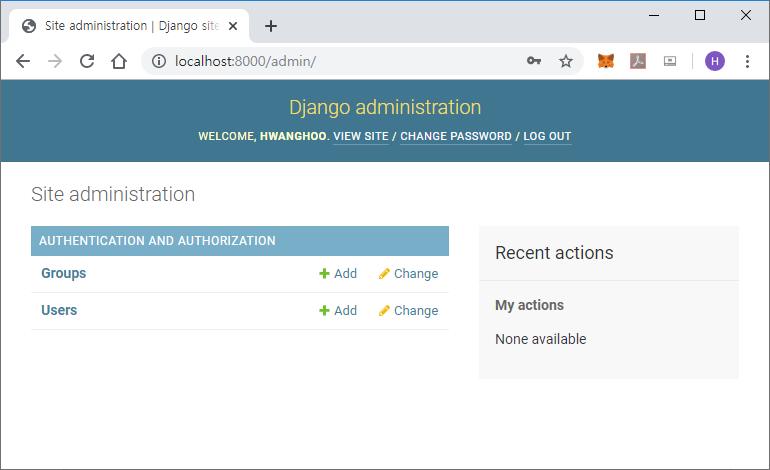 Site administration | Django site
localhost:8000/admin/
H
Django administration
WELCOME, HWANGHOO. VIEW SITE / CHANGE PASSWORD / LOG OUT
Site administration
AUTHENTICATION AND AUTHORIZATION
Groups Add Change
Users Add Change
Recent actions
My actions
None available